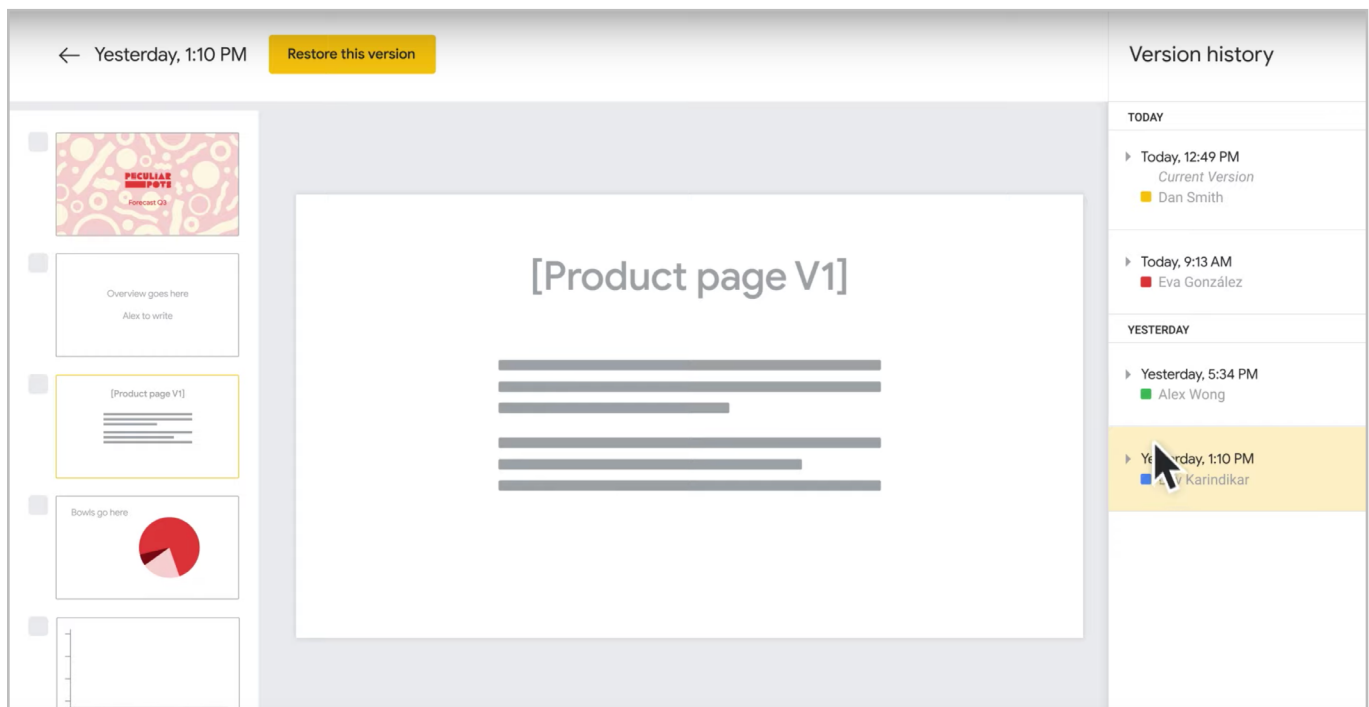 Yesterday, 1:10 PM
Restore this version
PECULIAR
POTS
Forecast Q3
Overview goes here
Alex to write
[Product page V1]
Bowls go here
[Product page V1]
Version history
TODAY
Today, 12:49 PM
Current Version
Dan Smith
Today, 9:13 AM
Eva González
YESTERDAY
Yesterday, 5:34 PM
Alex Wong
Yesterday, 1:10 PM
Karindikar